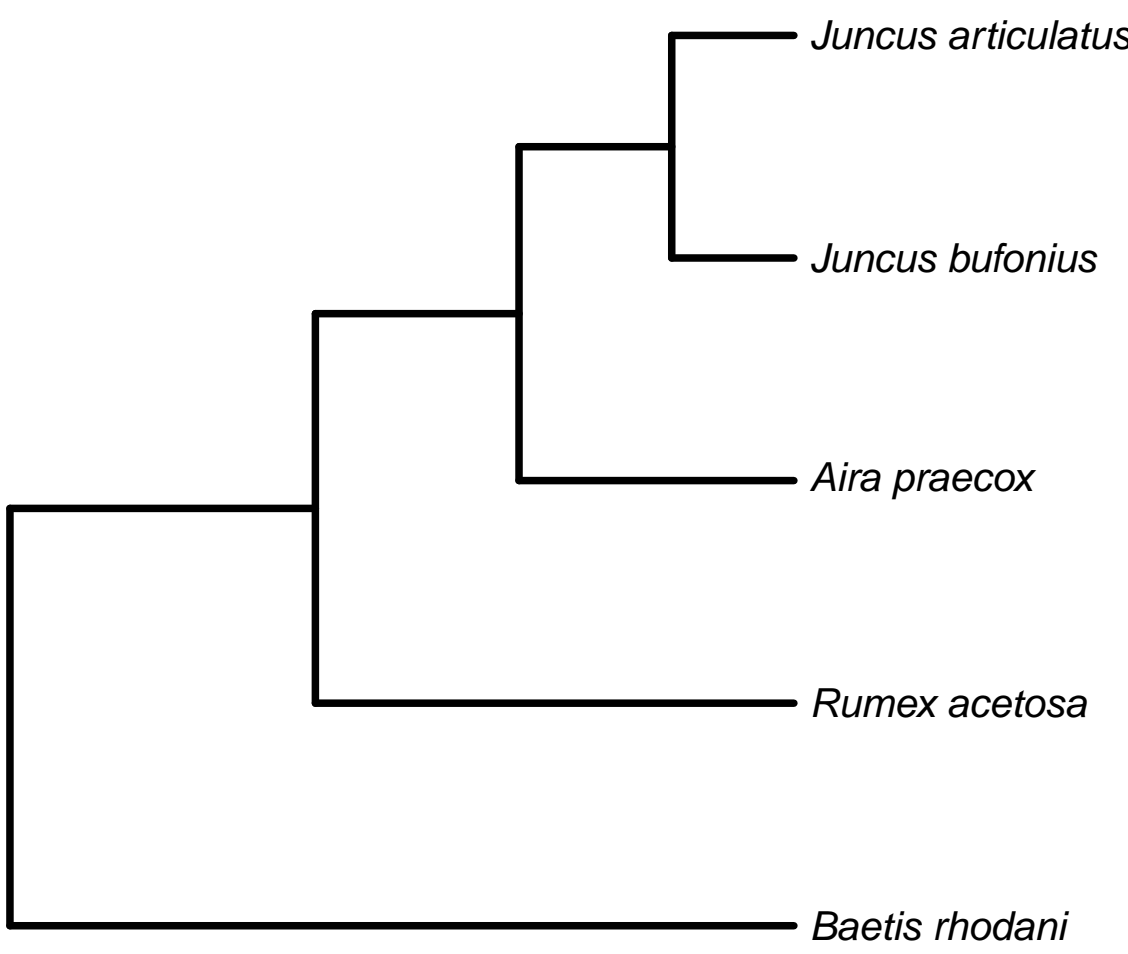 Juncus articulatus
Juncus bufonius
Aira praecox
Rumex acetosa
Baetis rhodani